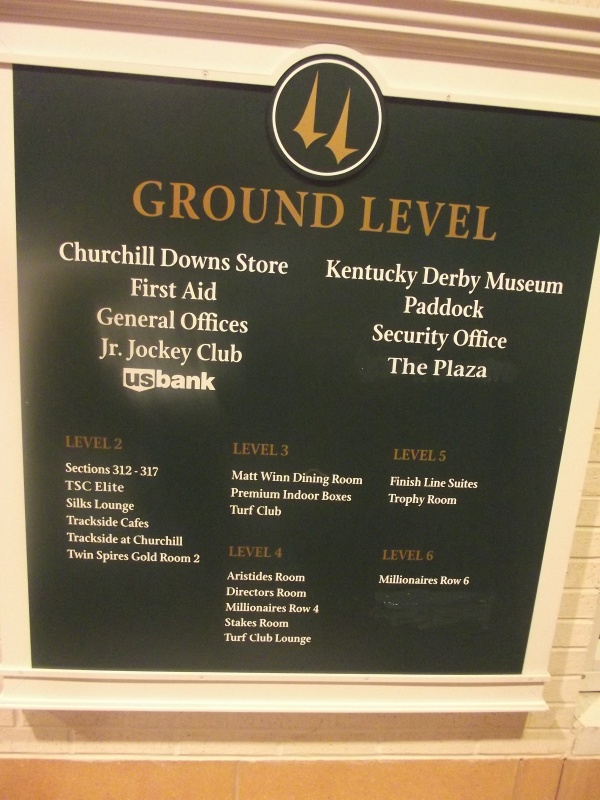 GROUND LEVEL
Churchill Downs Store
First Aid
General Offices
Jr. Jockey Club
usbank
Kentucky Derby Museum
Paddock
Security Office
The Plaza
LEVEL 2
Sections 312 - 317
TSC Elite
Silks Lounge
Trackside Cafes
Trackside at Churchill
Twin Spires Gold Room 2
LEVEL 3
Matt Winn Dining Room
Premium Indoor Boxes
Turf Club
LEVEL 4
Aristides Room
Directors Room
Millionaires Row 4
Stakes Room
Turf Club Lounge
LEVEL 5
Finish Line Suites
Trophy Room
LEVEL 6
Millionaires Row 6